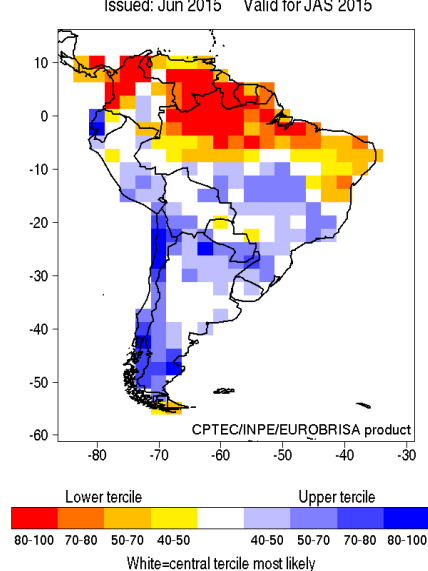 Issued: Jun 2015 Valid for JAS 2015
10
0
-10
-20
-30
-40
-50
-60
CPTEC/INPE/EUROBRISA product
-80 -70 -60 -50 -40 -30
Lower tercile Upper tercile
80-100 70-80 50-70 40-50 40-50 50-70 70-80 80-100
White=central tercile most likely